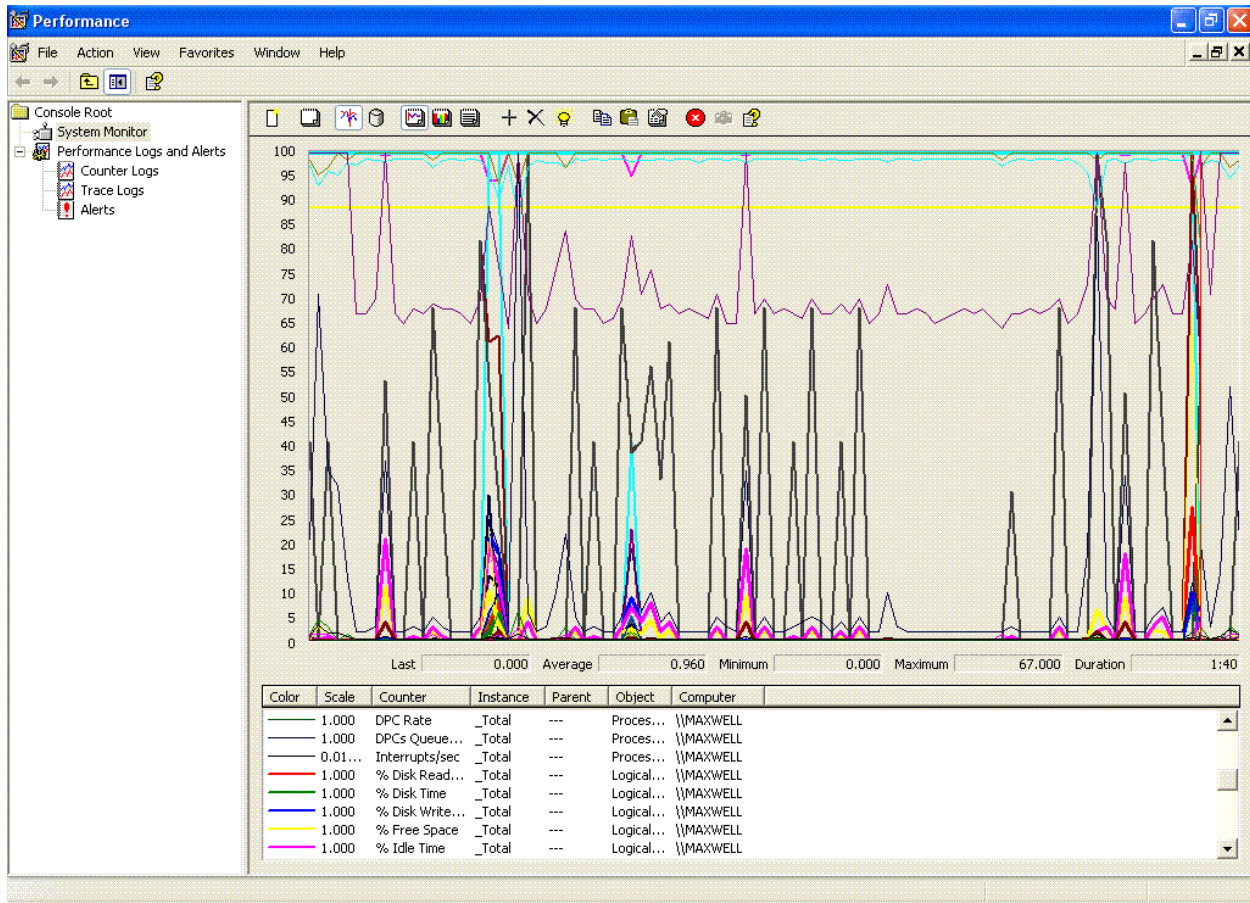 Performance
File Action View Favorites Window Help
Console Root
System Monitor
Performance Logs and Alerts
Counter Logs
Trace Logs
Alerts
100
95
90
85
80
75
70
65
60
55
50
45
40
35
30
25
20
15
10
5
0
Last 0.000 Average 0.960 Minimum 0.000 Maximum 67.000 Duration 1:40
Color Scale Counter Instance Parent Object Computer
1.000 DPC Rate _Total --- Proces... \\MAXWELL
1.000 DPCs Queue... _Total --- Proces... \\MAXWELL
0.01... Interrupts/sec _Total --- Proces... \\MAXWELL
1.000 % Disk Read... _Total --- Logical... \\MAXWELL
1.000 % Disk Time _Total --- Logical... \\MAXWELL
1.000 % Disk Write... _Total --- Logical... \\MAXWELL
1.000 % Free Space _Total --- Logical... \\MAXWELL
1.000 % Idle Time _Total --- Logical... \\MAXWELL